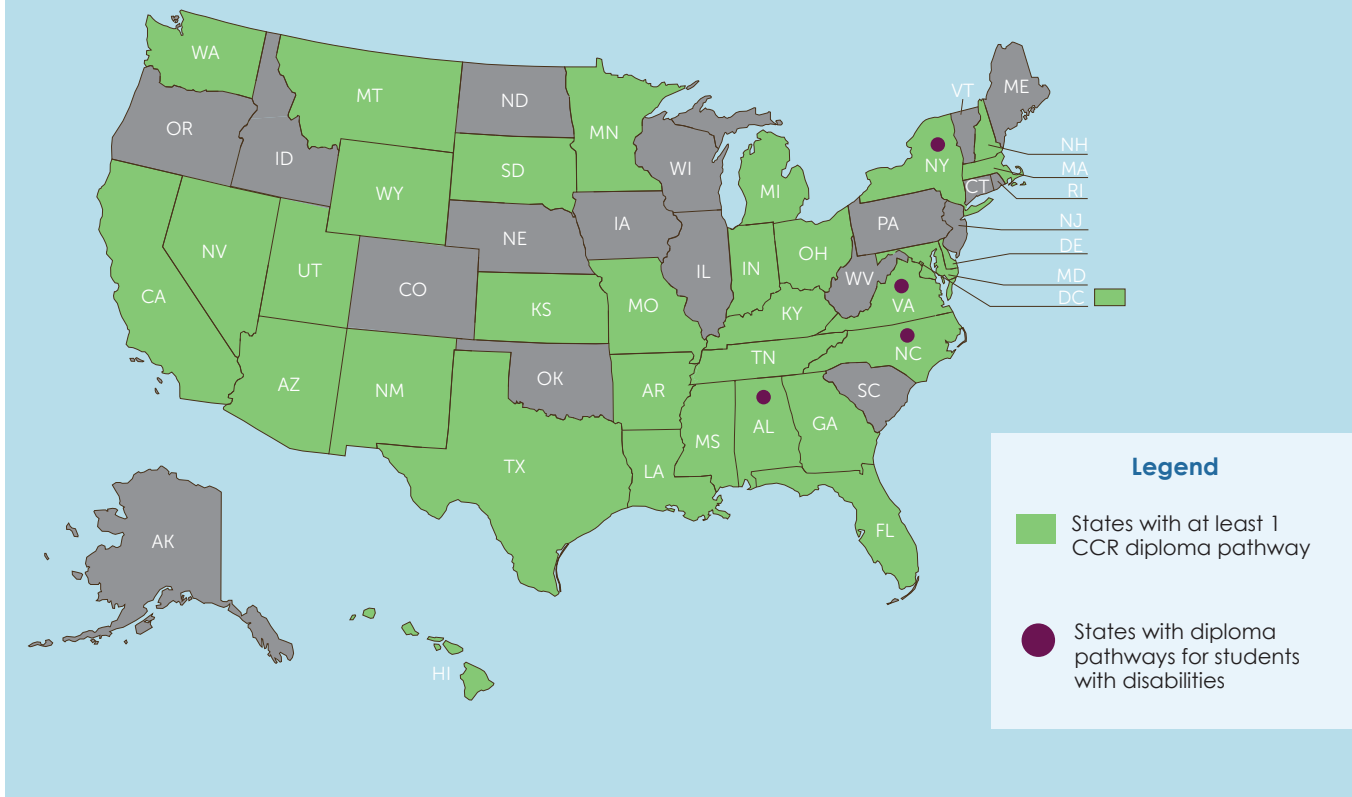 WA
MT
ND
MN
OR
ID
SD
WI
WY
MI
NY
VT
ME
NH
MA
CT
RI
NV
UT
NE
IA
PA
NJ
DE
MD
DC
CA
CO
KS
MO
IL
IN
OH
WV
VA
KY
AZ
NM
OK
AR
TN
NC
SC
TX
LA
MS
AL
GA
FL
AK
HI
Legend
States with at least 1
CCR diploma pathway
States with diploma
pathways for students
with disabilities